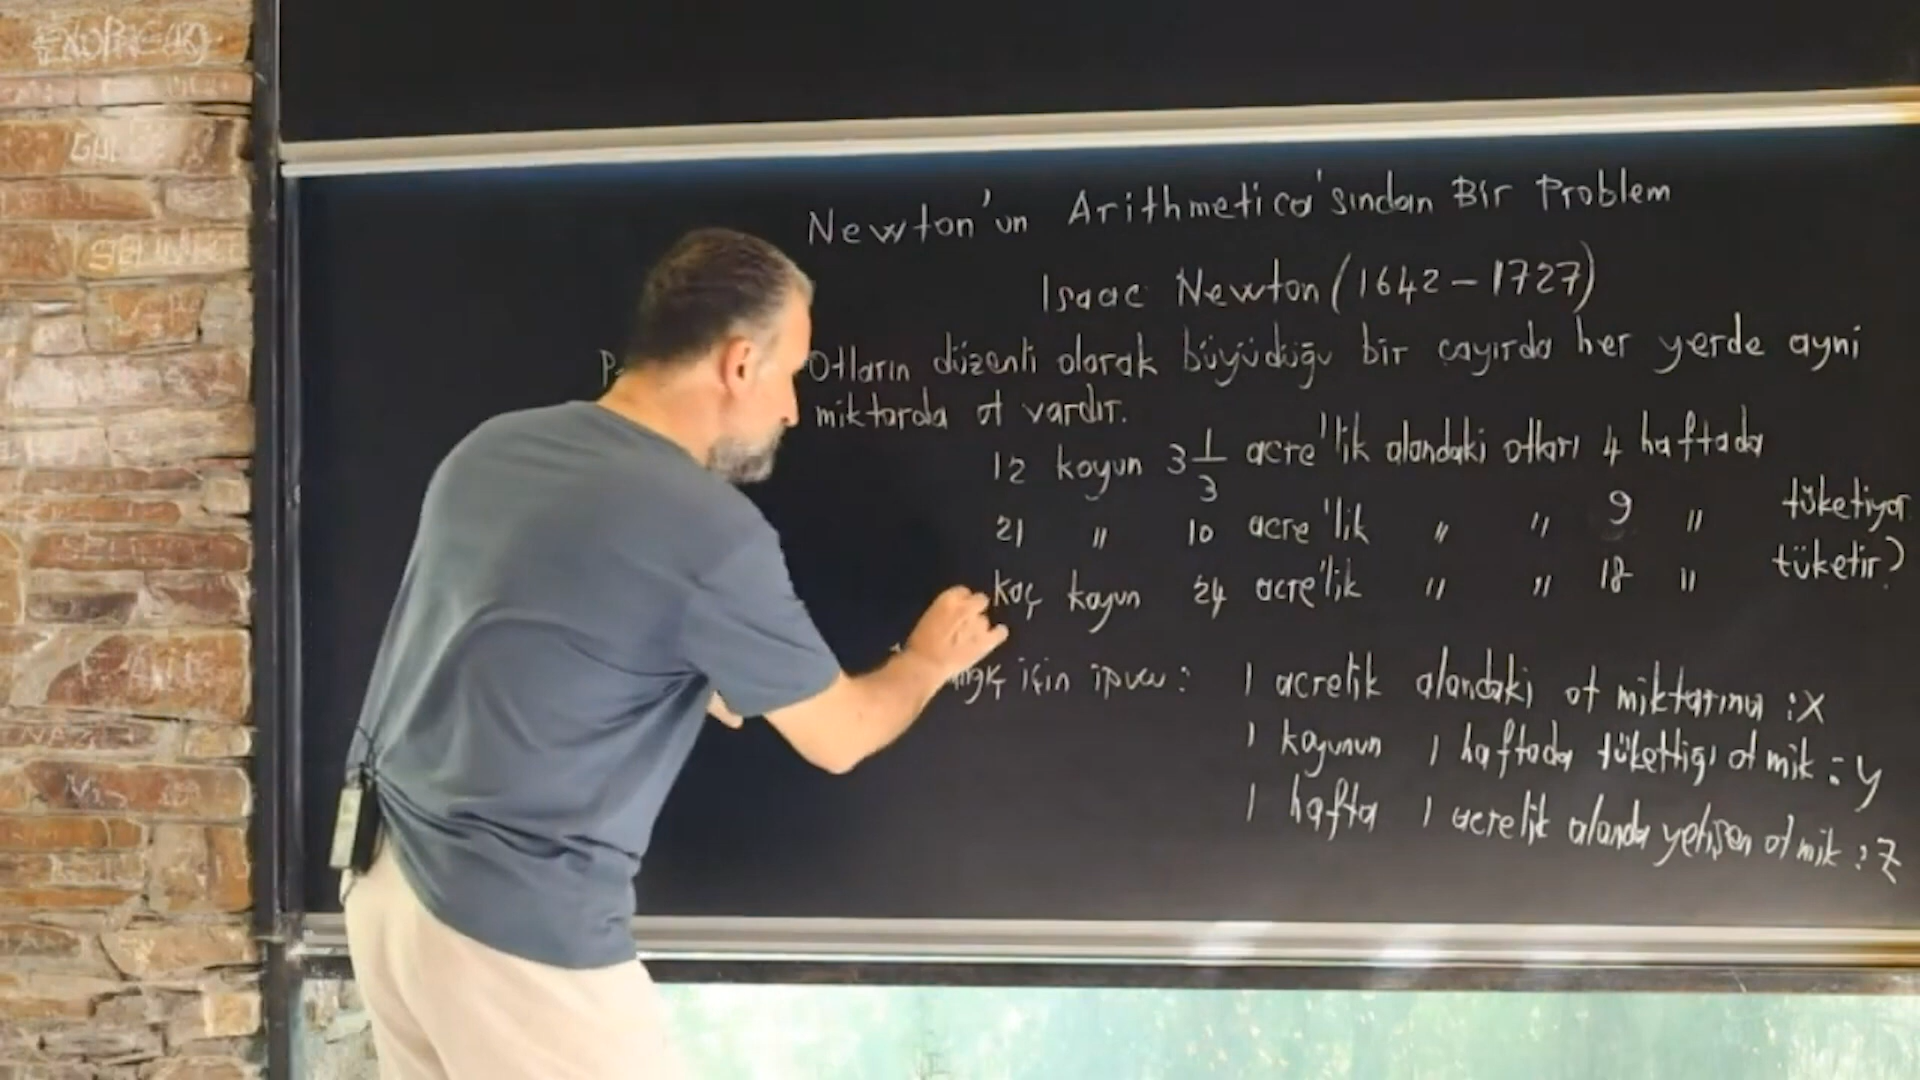 Newton'un Arithmetica'sından Bir Problem
Isaac Newton (1642 - 1727)
Otların düzenli olarak büyüdüğü bir çayırda her yerde ayni
miktarda ot vardır.
12 koyun 3 1/3 acre'lik alandaki otları 4 haftada
21 " 10 acre'lik " " 9 " tüketiyor
kaç koyun 24 acre'lik " " 18 " tüketir?
için ipucu : 1 acrelik alandaki ot miktarına : X
1 koyunun 1 haftada tükettiği ot mik : y
1 hafta 1 acrelik alanda yetişen ot mik : z